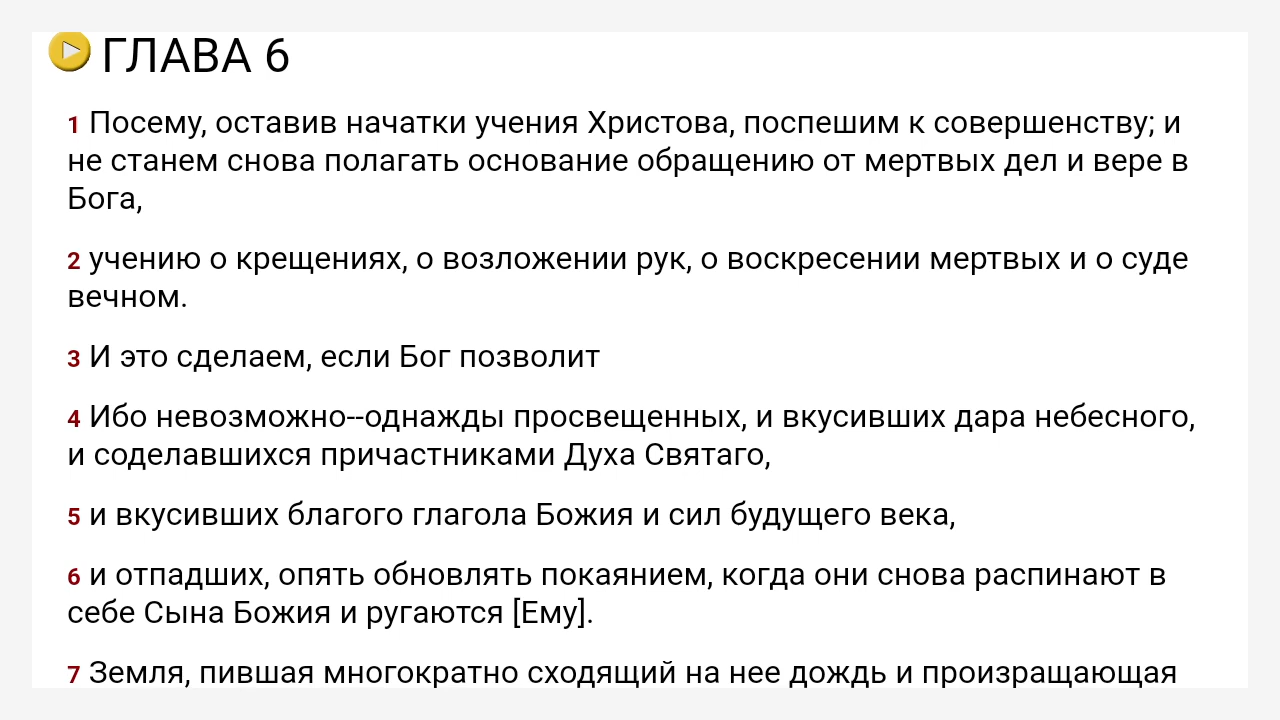 ГЛАВА 6
1 Посему, оставив начатки учения Христова, поспешим к совершенству; и
не станем снова полагать основание обращению от мертвых дел и вере в
Бога,
2 учению о крещениях, о возложении рук, о воскресении мертвых и о суде
вечном.
3 И это сделаем, если Бог позволит
4 Ибо невозможно--однажды просвещенных, и вкусивших дара небесного,
и соделавшихся причастниками Духа Святаго,
5 и вкусивших благого глагола Божия и сил будущего века,
6 и отпадших, опять обновлять покаянием, когда они снова распинают в
себе Сына Божия и ругаются [Ему].
7 Земля, пившая многократно сходящий на нее дождь и произращающая